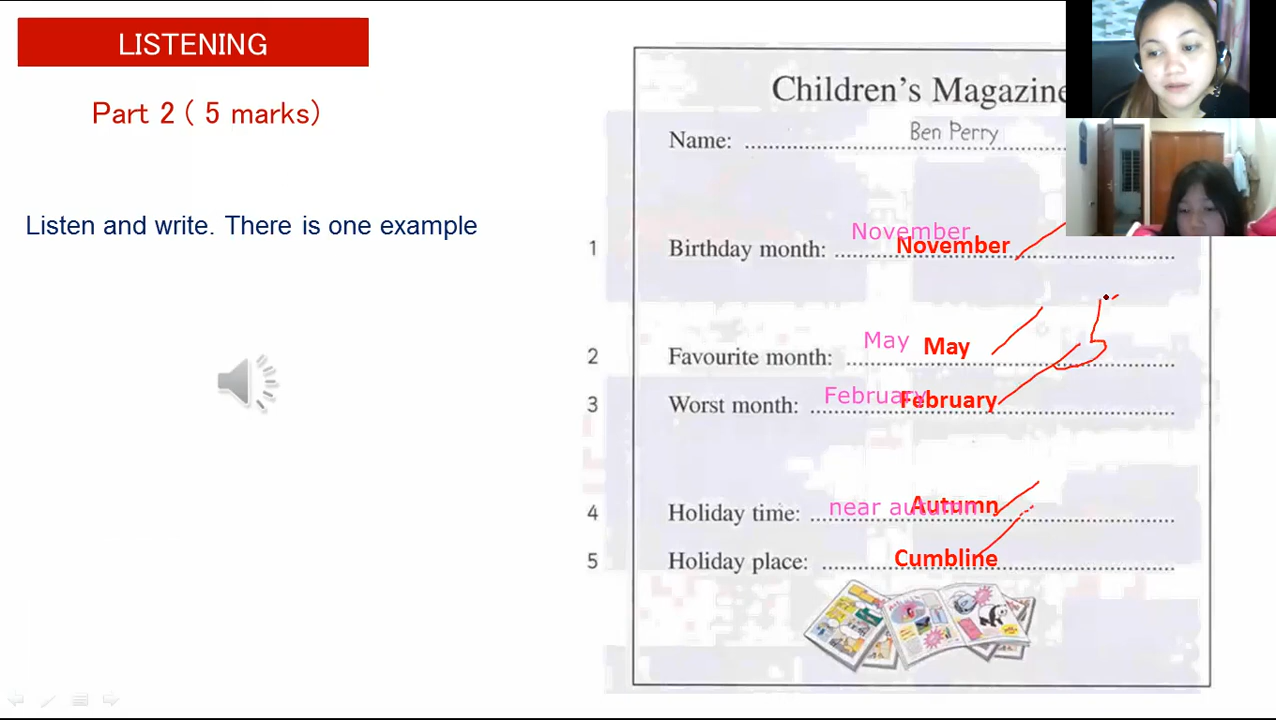 LISTENING
Part 2 ( 5 marks)
Listen and write. There is one example
Children's Magazine
Name: Ben Perry
1 Birthday month: November November
2 Favourite month: May May
3 Worst month: February February
4 Holiday time: near autumn Autumn
5 Holiday place: Cumbline
5